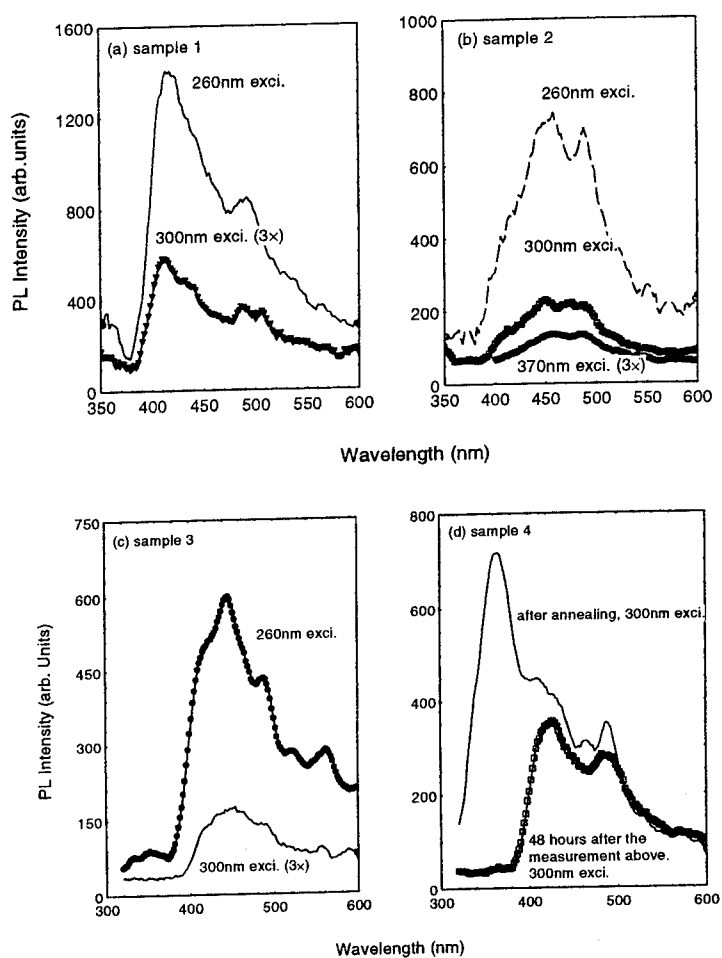 (a) sample 1
260nm exci.
300nm exci. (3×)
PL Intensity (arb.units)
1600
1200
800
400
0
350 400 450 500 550 600
(b) sample 2
260nm exci.
300nm exci.
370nm exci. (3×)
1000
800
600
400
200
0
350 400 450 500 550 600
Wavelength (nm)
(c) sample 3
260nm exci.
300nm exci. (3×)
PL Intensity (arb. Units)
750
600
450
300
150
0
300 400 500 600
(d) sample 4
after annealing, 300nm exci.
48 hours after the
measurement above.
300nm exci.
800
600
400
200
0
300 400 500 600
Wavelength (nm)